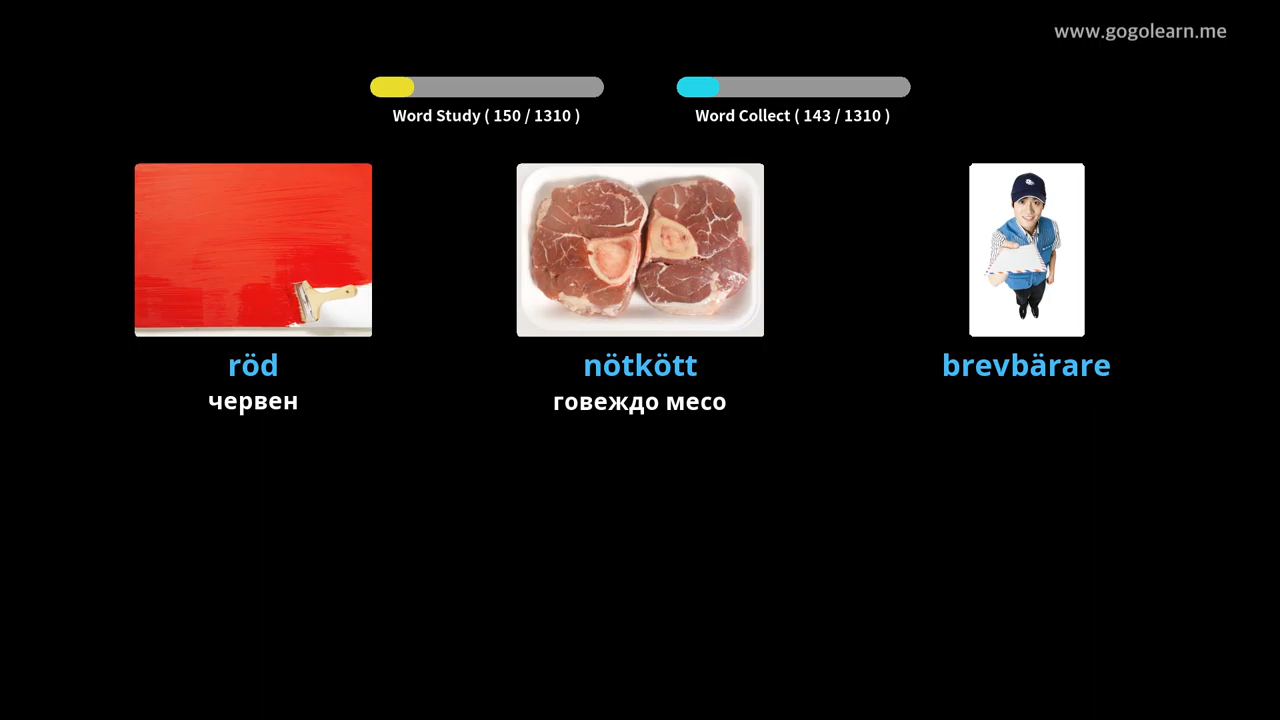 www.gogolearn.me
Word Study ( 150 / 1310 )
Word Collect ( 143 / 1310 )
röd
nötkött
brevbärare
червен
говеждо месо